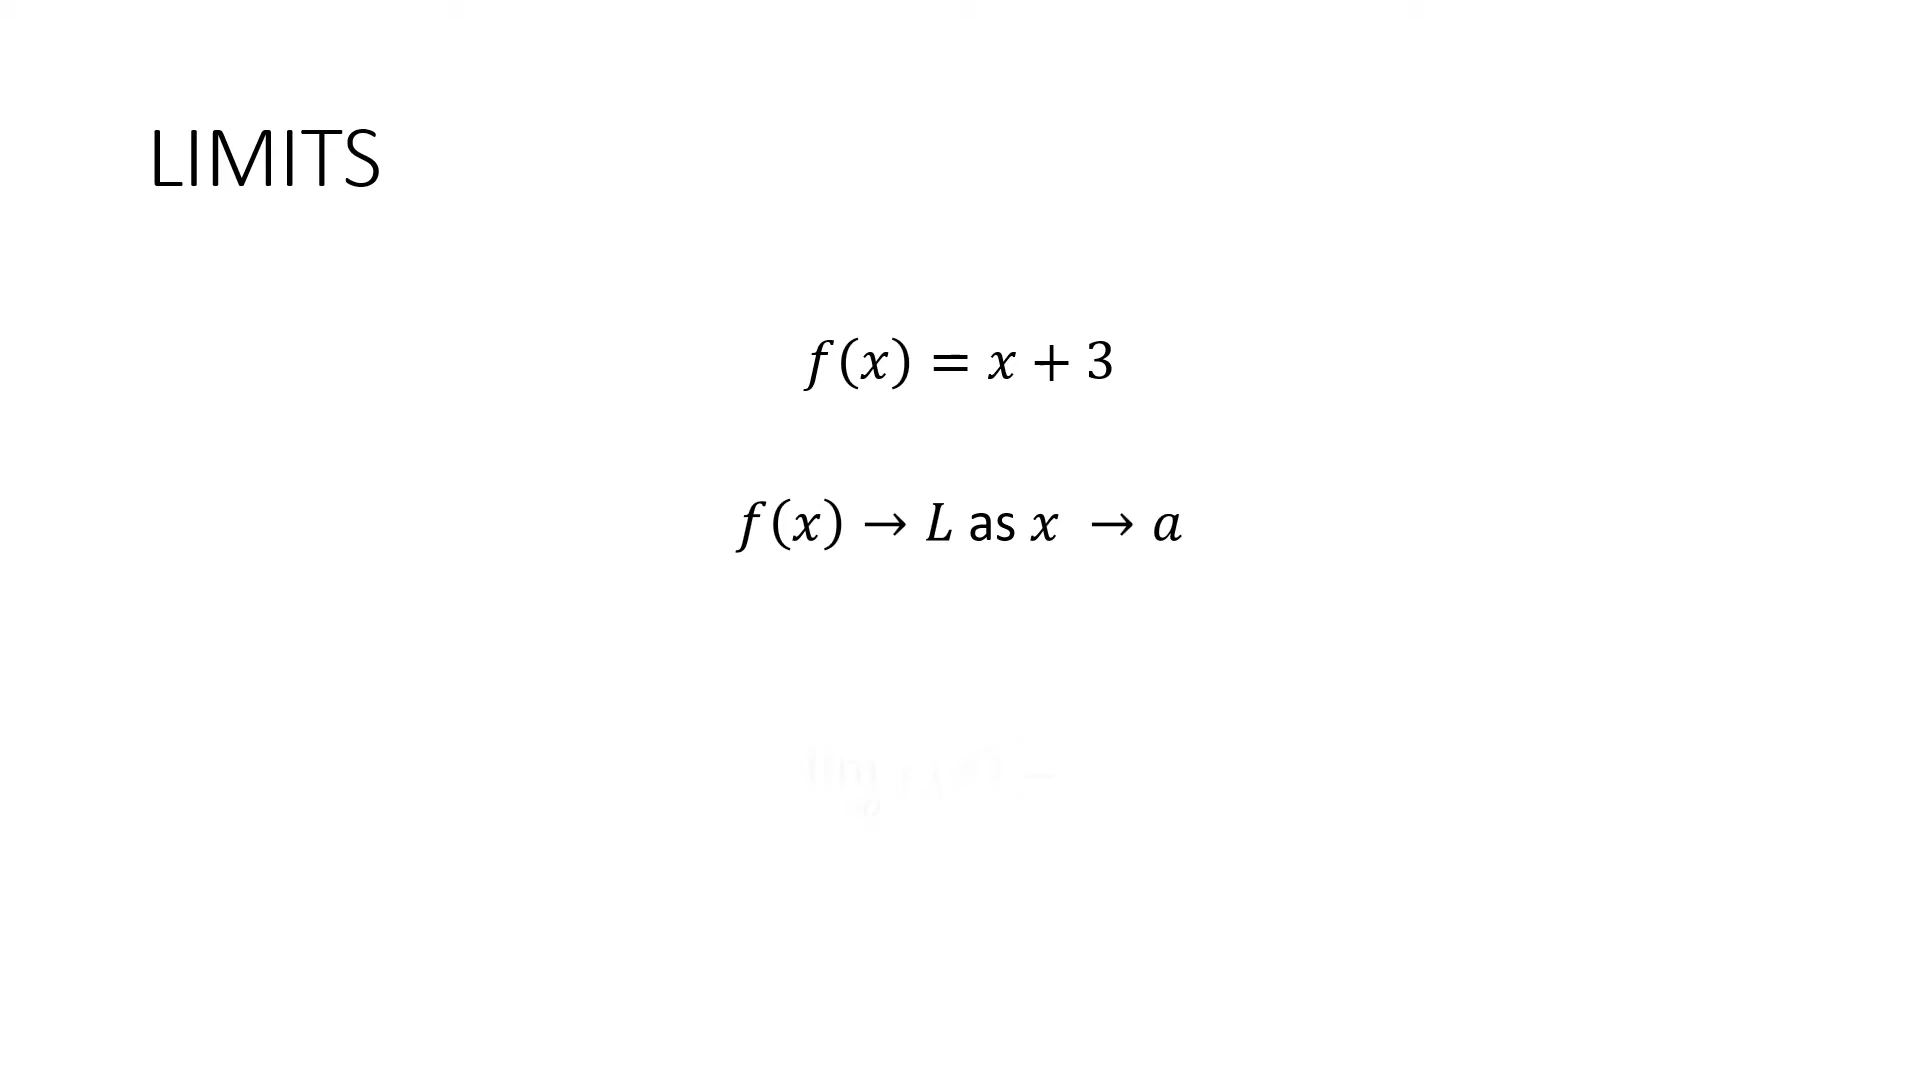 LIMITS
f(x) = x + 3
f(x) → L as x → a